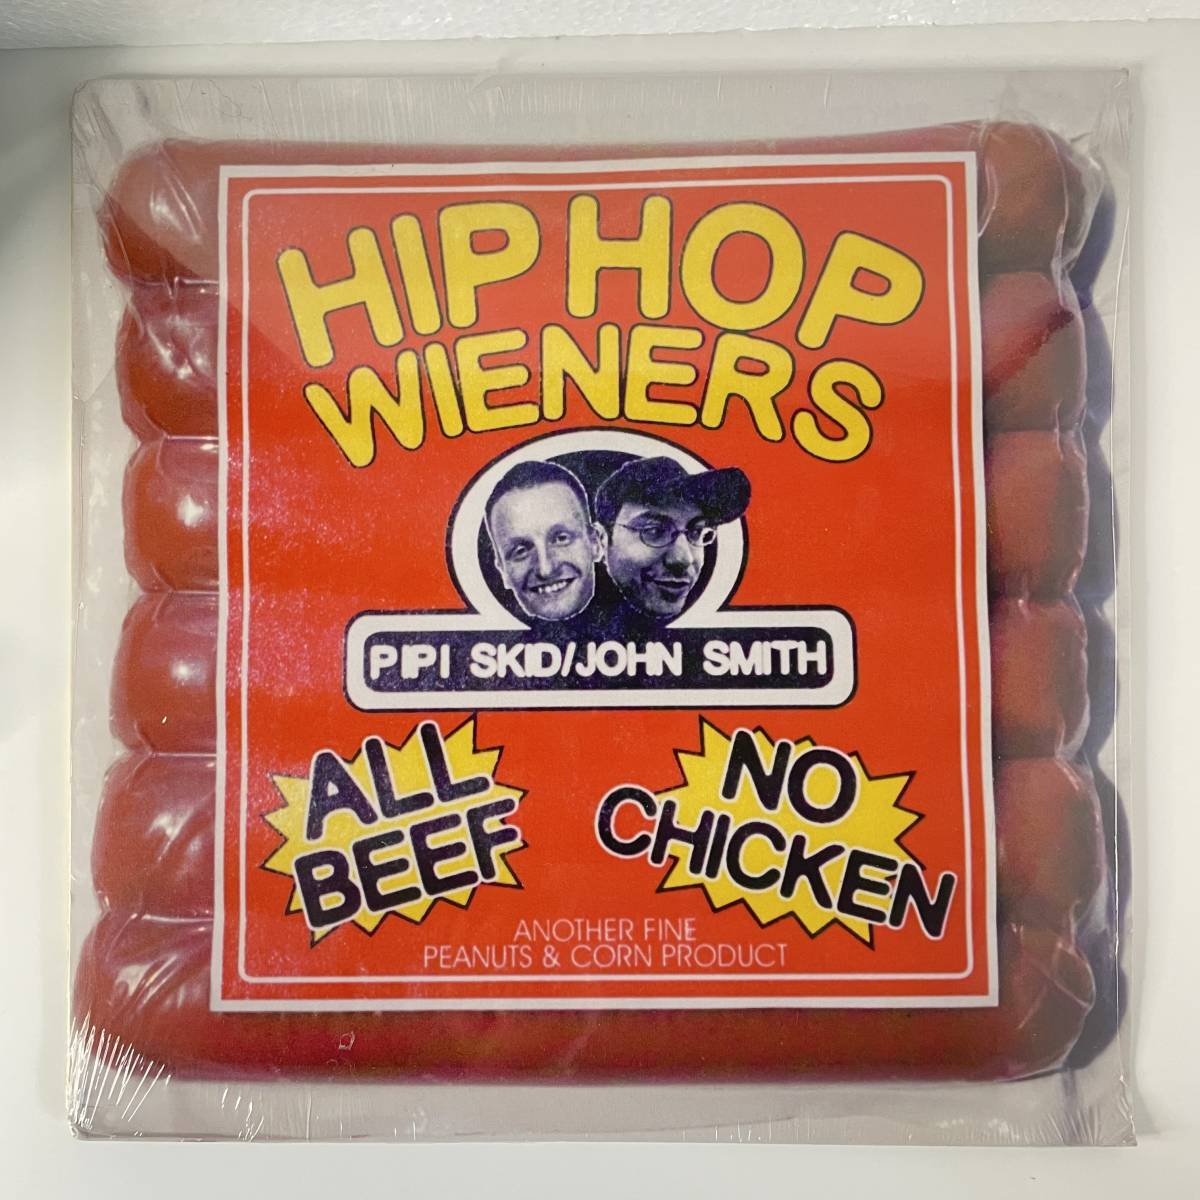 HIP HOP
WIENERS
PIPI SKID/JOHN SMITH
ALL
BEEF
NO
CHICKEN
ANOTHER FINE
PEANUTS & CORN PRODUCT